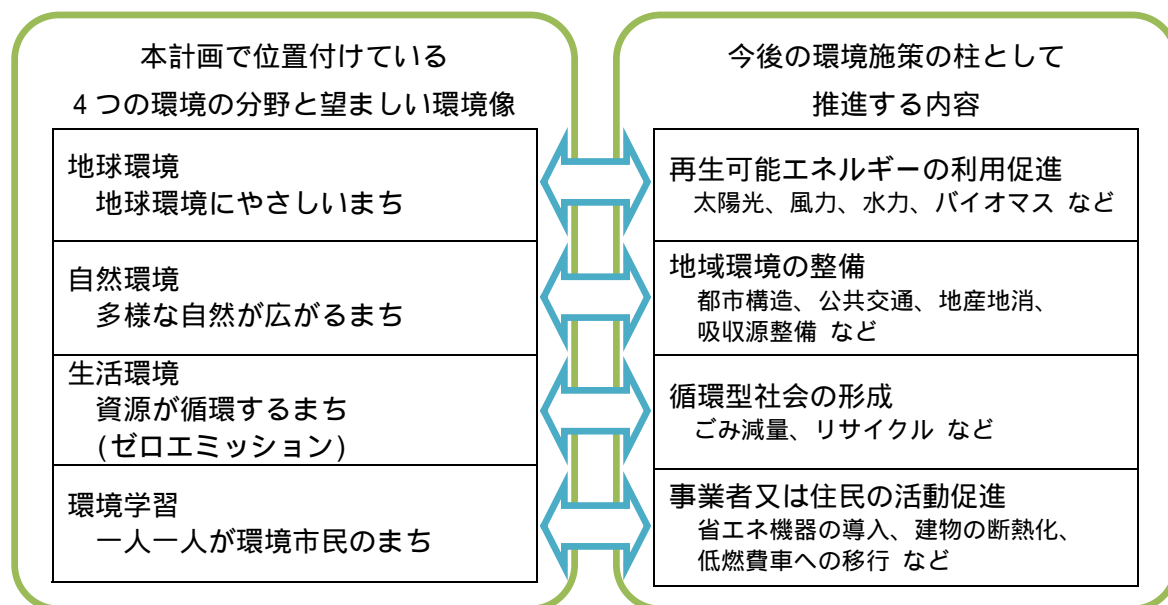 本計画で位置付けている
4つの環境の分野と望ましい環境像
地球環境
地球環境にやさしいまち
自然環境
多様な自然が広がるまち
生活環境
資源が循環するまち
(ゼロエミッション)
環境学習
一人一人が環境市民のまち
今後の環境施策の柱として
推進する内容
再生可能エネルギーの利用促進
太陽光、風力、水力、バイオマス など
地域環境の整備
都市構造、公共交通、地産地消、
吸収源整備 など
循環型社会の形成
ごみ減量、リサイクル など
事業者又は住民の活動促進
省エネ機器の導入、建物の断熱化、
低燃費車への移行 など